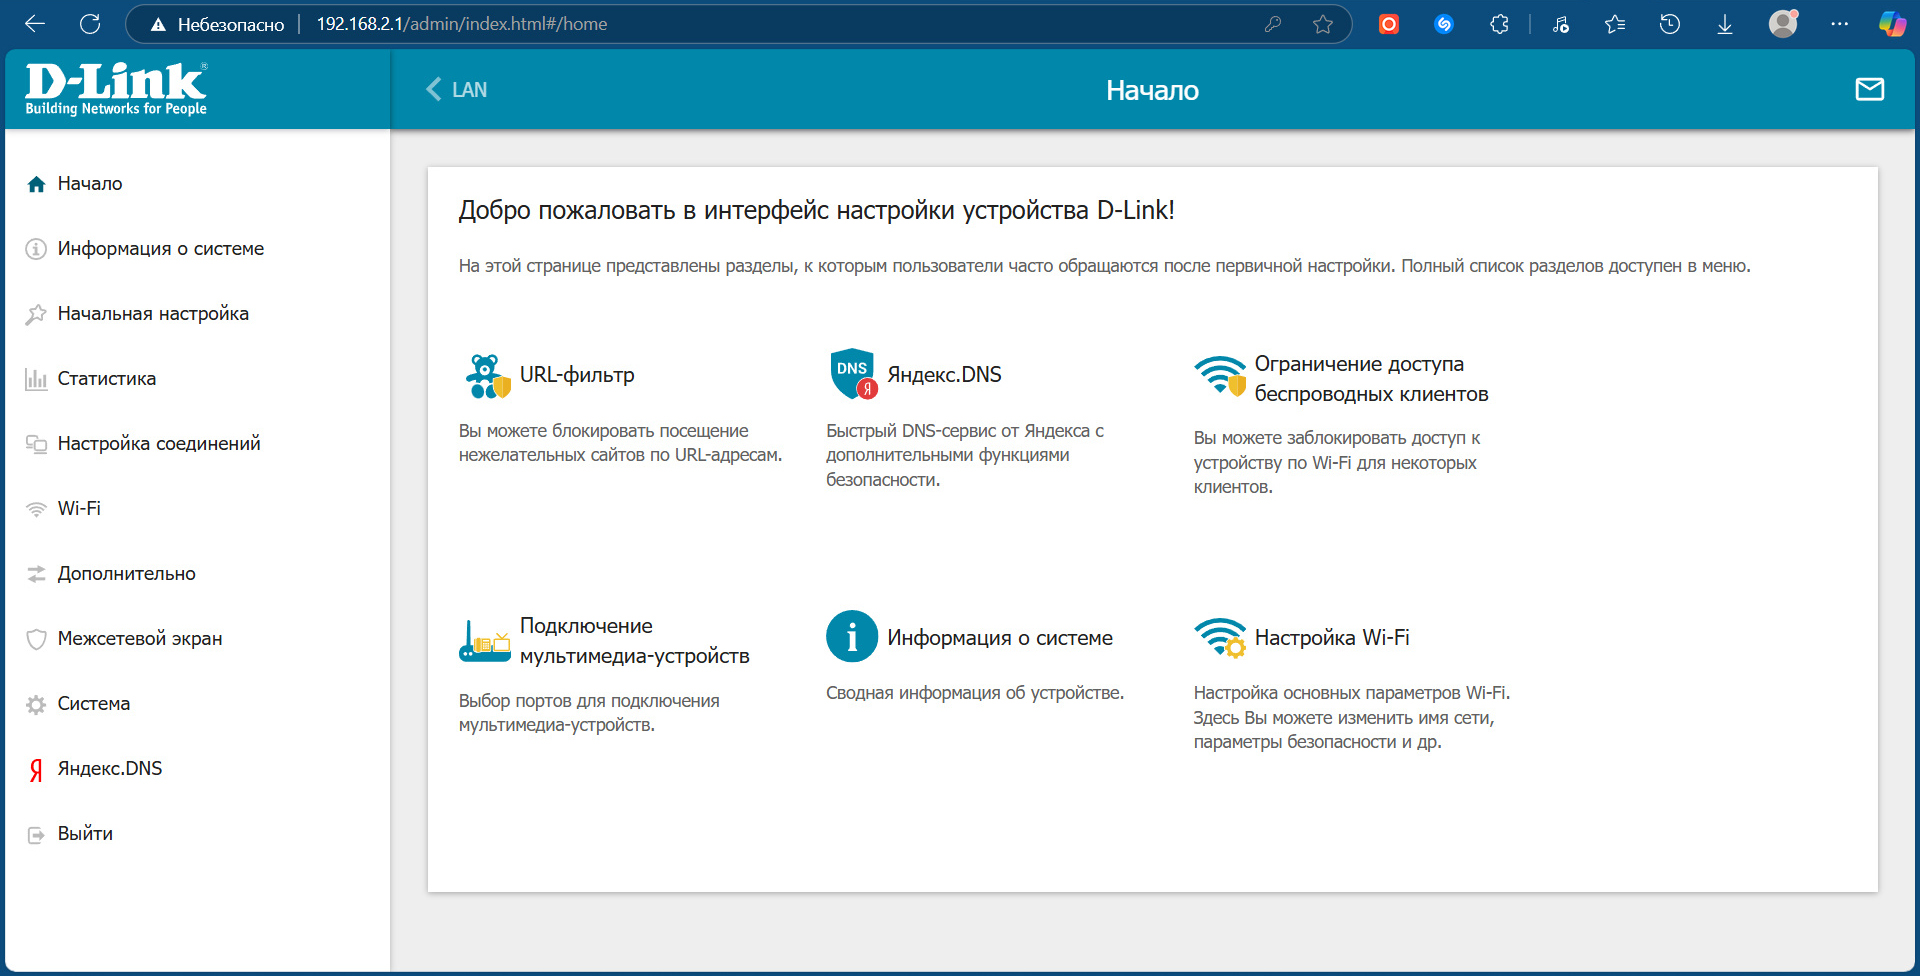 Небезопасно
192.168.2.1/admin/index.html#/home
D-Link®
Building Networks for People
LAN
Начало
Начало
Информация о системе
Начальная настройка
Статистика
Настройка соединений
Wi-Fi
Дополнительно
Межсетевой экран
Система
Я Яндекс.DNS
Выйти
Добро пожаловать в интерфейс настройки устройства D-Link!
На этой странице представлены разделы, к которым пользователи часто обращаются после первичной настройки. Полный список разделов доступен в меню.
URL-фильтр
Вы можете блокировать посещение
нежелательных сайтов по URL-адресам.
DNS
Я
Яндекс.DNS
Быстрый DNS-сервис от Яндекса с
дополнительными функциями
безопасности.
Ограничение доступа
беспроводных клиентов
Вы можете заблокировать доступ к
устройству по Wi-Fi для некоторых
клиентов.
Подключение
мультимедиа-устройств
Выбор портов для подключения
мультимедиа-устройств.
Информация о системе
Сводная информация об устройстве.
Настройка Wi-Fi
Настройка основных параметров Wi-Fi.
Здесь Вы можете изменить имя сети,
параметры безопасности и др.